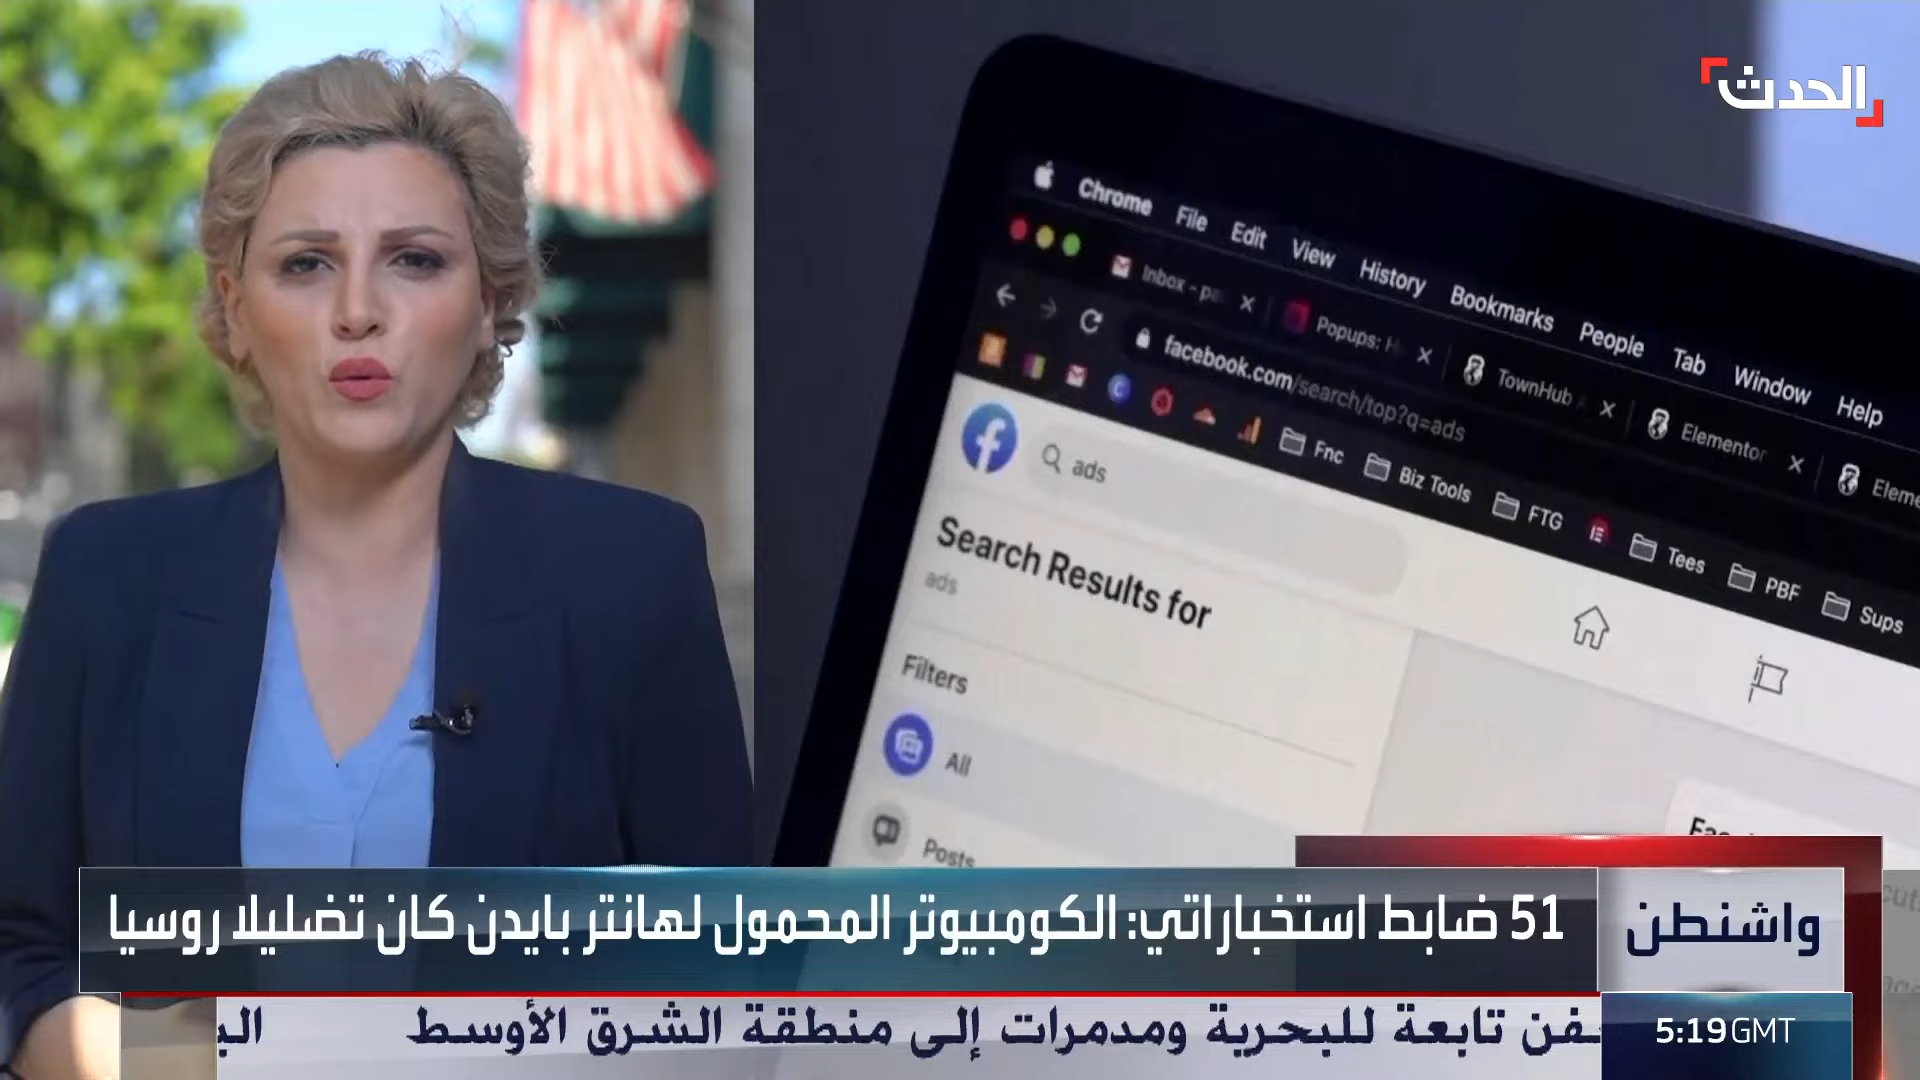 الحدث
Chrome File Edit View History Bookmarks People Tab Window Help
Inbox - Popups: TownHub Elementor
facebook.com/search/top?q=ads
Fnc Biz Tools FTG Tees PBF Sups
ads
Search Results for
ads
Filters
All
Posts
واشنطن
51 ضابط استخباراتي: الكومبيوتر المحمول لهانتر بايدن كان تضليلا روسيا
تابعة للبحرية ومدمرات إلى منطقة الشرق الأوسط
5:19 GMT